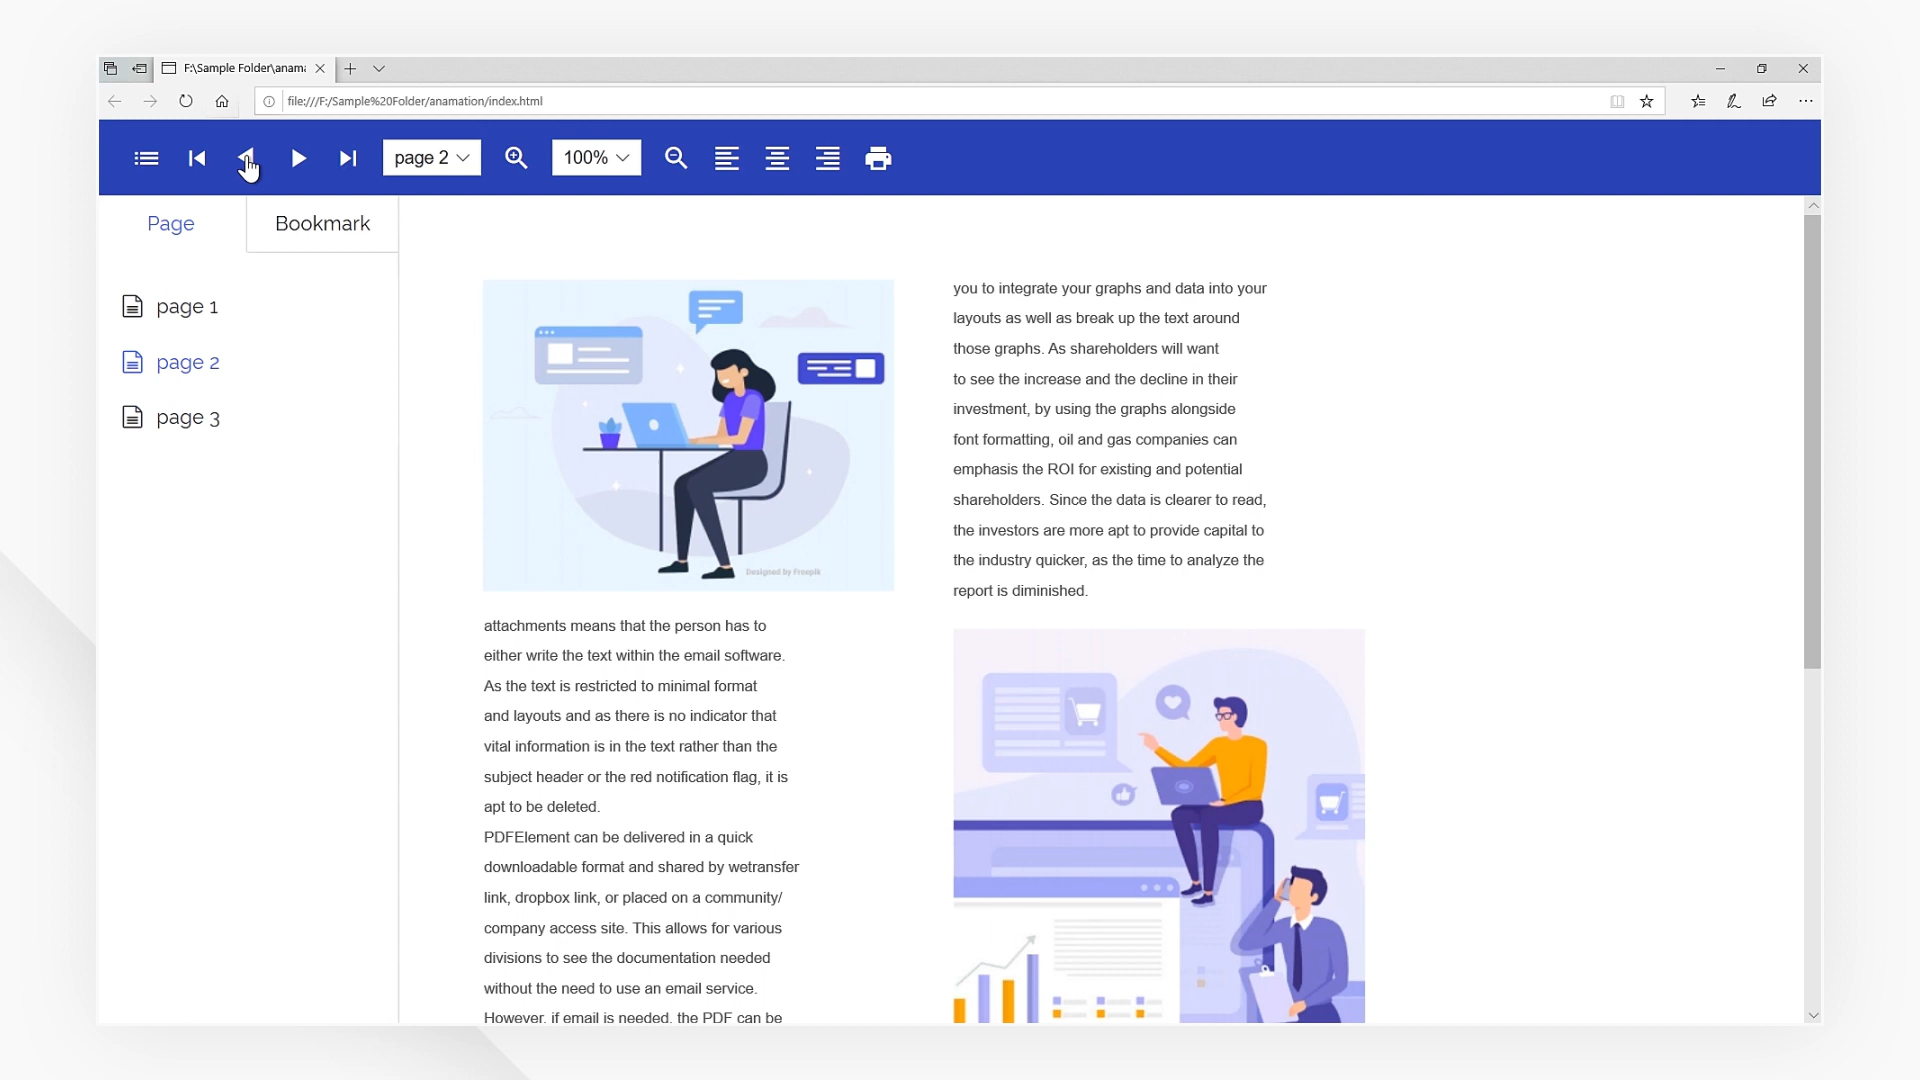 F:\Sample Folder\anama
file:///F:/Sample%20Folder/anamation/index.html
page 2
100%
Page
Bookmark
page 1
page 2
page 3
Designed by Freepik
attachments means that the person has to
either write the text within the email software.
As the text is restricted to minimal format
and layouts and as there is no indicator that
vital information is in the text rather than the
subject header or the red notification flag, it is
apt to be deleted.
PDFElement can be delivered in a quick
downloadable format and shared by wetransfer
link, dropbox link, or placed on a community/
company access site. This allows for various
divisions to see the documentation needed
without the need to use an email service.
However, if email is needed, the PDF can be
you to integrate your graphs and data into your
layouts as well as break up the text around
those graphs. As shareholders will want
to see the increase and the decline in their
investment, by using the graphs alongside
font formatting, oil and gas companies can
emphasis the ROI for existing and potential
shareholders. Since the data is clearer to read,
the investors are more apt to provide capital to
the industry quicker, as the time to analyze the
report is diminished.